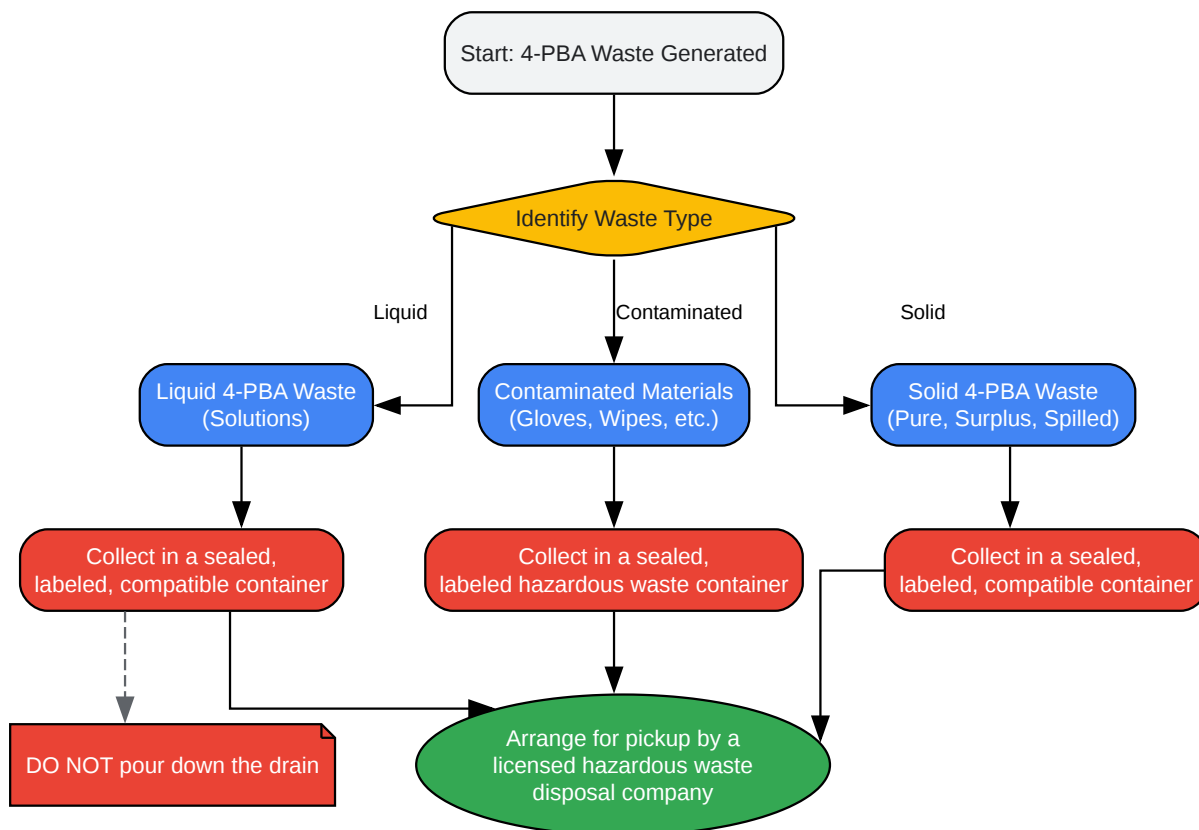 Start: 4-PBA Waste Generated
Identify Waste Type
Liquid
Contaminated
Solid
Liquid 4-PBA Waste
(Solutions)
Contaminated Materials
(Gloves, Wipes, etc.)
Solid 4-PBA Waste
(Pure, Surplus, Spilled)
Collect in a sealed,
labeled, compatible container
Collect in a sealed,
labeled hazardous waste container
Collect in a sealed,
labeled, compatible container
DO NOT pour down the drain
Arrange for pickup by a
licensed hazardous waste
disposal company